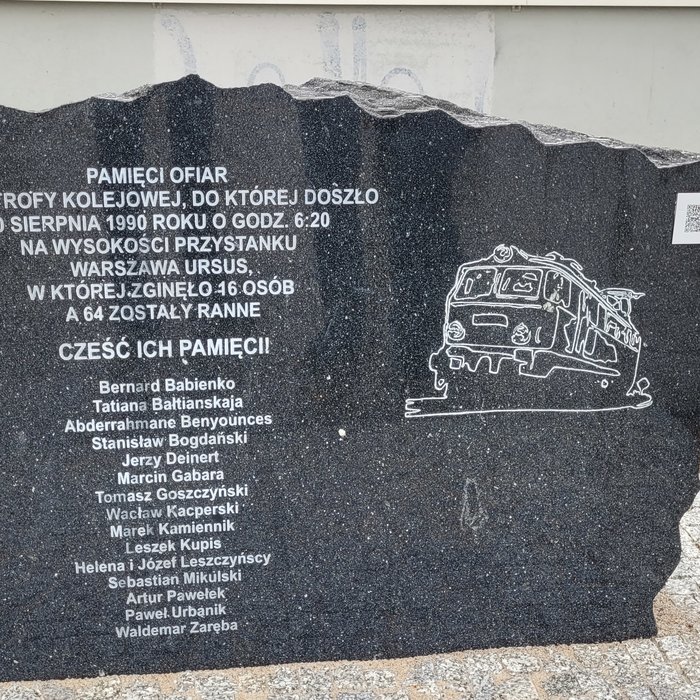 PAMIĘCI OFIAR
TROFY KOLEJOWEJ, DO KTÓREJ DOSZŁO
0 SIERPNIA 1990 ROKU O GODZ. 6:20
NA WYSOKOŚCI PRZYSTANKU
WARSZAWA URSUS,
W KTÓREJ ZGINĘŁO 16 OSÓB
A 64 ZOSTAŁY RANNE
CZEŚĆ ICH PAMIĘCI!
Bernard Babienko
Tatiana Bałtianskaja
Abderrahmane Benyounces
Stanisław Bogdański
Jerzy Deinert
Marcin Gabara
Tomasz Goszczyński
Wacław Kacperski
Marek Kamiennik
Leszek Kupis
Helena i Józef Leszczyńscy
Sebastian Mikulski
Artur Pawełek
Paweł Urbanik
Waldemar Zaręba